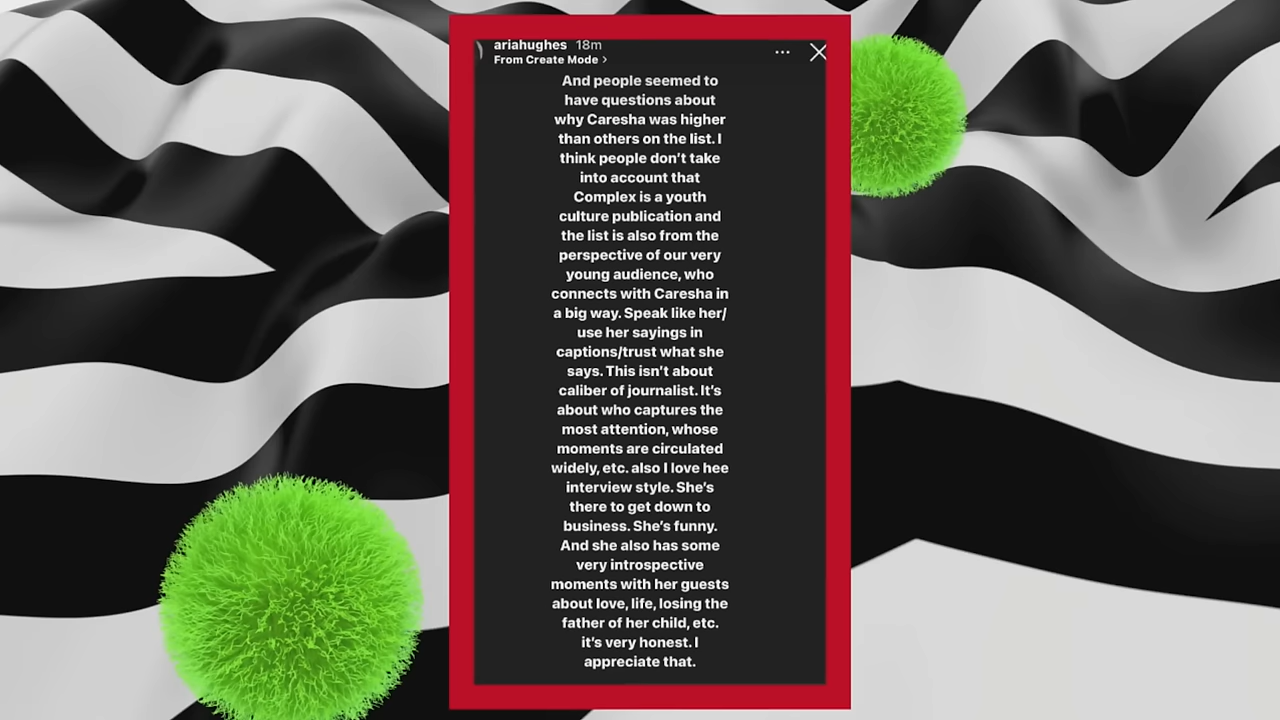 ariahughes 18m
From Create Mode >
And people seemed to
have questions about
why Caresha was higher
than others on the list. I
think people don't take
into account that
Complex is a youth
culture publication and
the list is also from the
perspective of our very
young audience, who
connects with Caresha in
a big way. Speak like her/
use her sayings in
captions/trust what she
says. This isn't about
caliber of journalist. It's
about who captures the
most attention, whose
moments are circulated
widely, etc. also I love hee
interview style. She's
there to get down to
business. She's funny.
And she also has some
very introspective
moments with her guests
about love, life, losing the
father of her child, etc.
it's very honest. I
appreciate that.